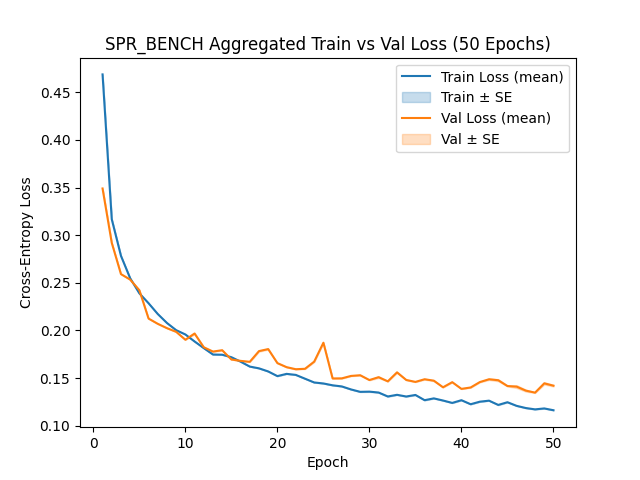 SPR_BENCH Aggregated Train vs Val Loss (50 Epochs)
Train Loss (mean)
Train ± SE
Val Loss (mean)
Val ± SE
Cross-Entropy Loss
0.45
0.40
0.35
0.30
0.25
0.20
0.15
0.10
0
10
20
30
40
50
Epoch